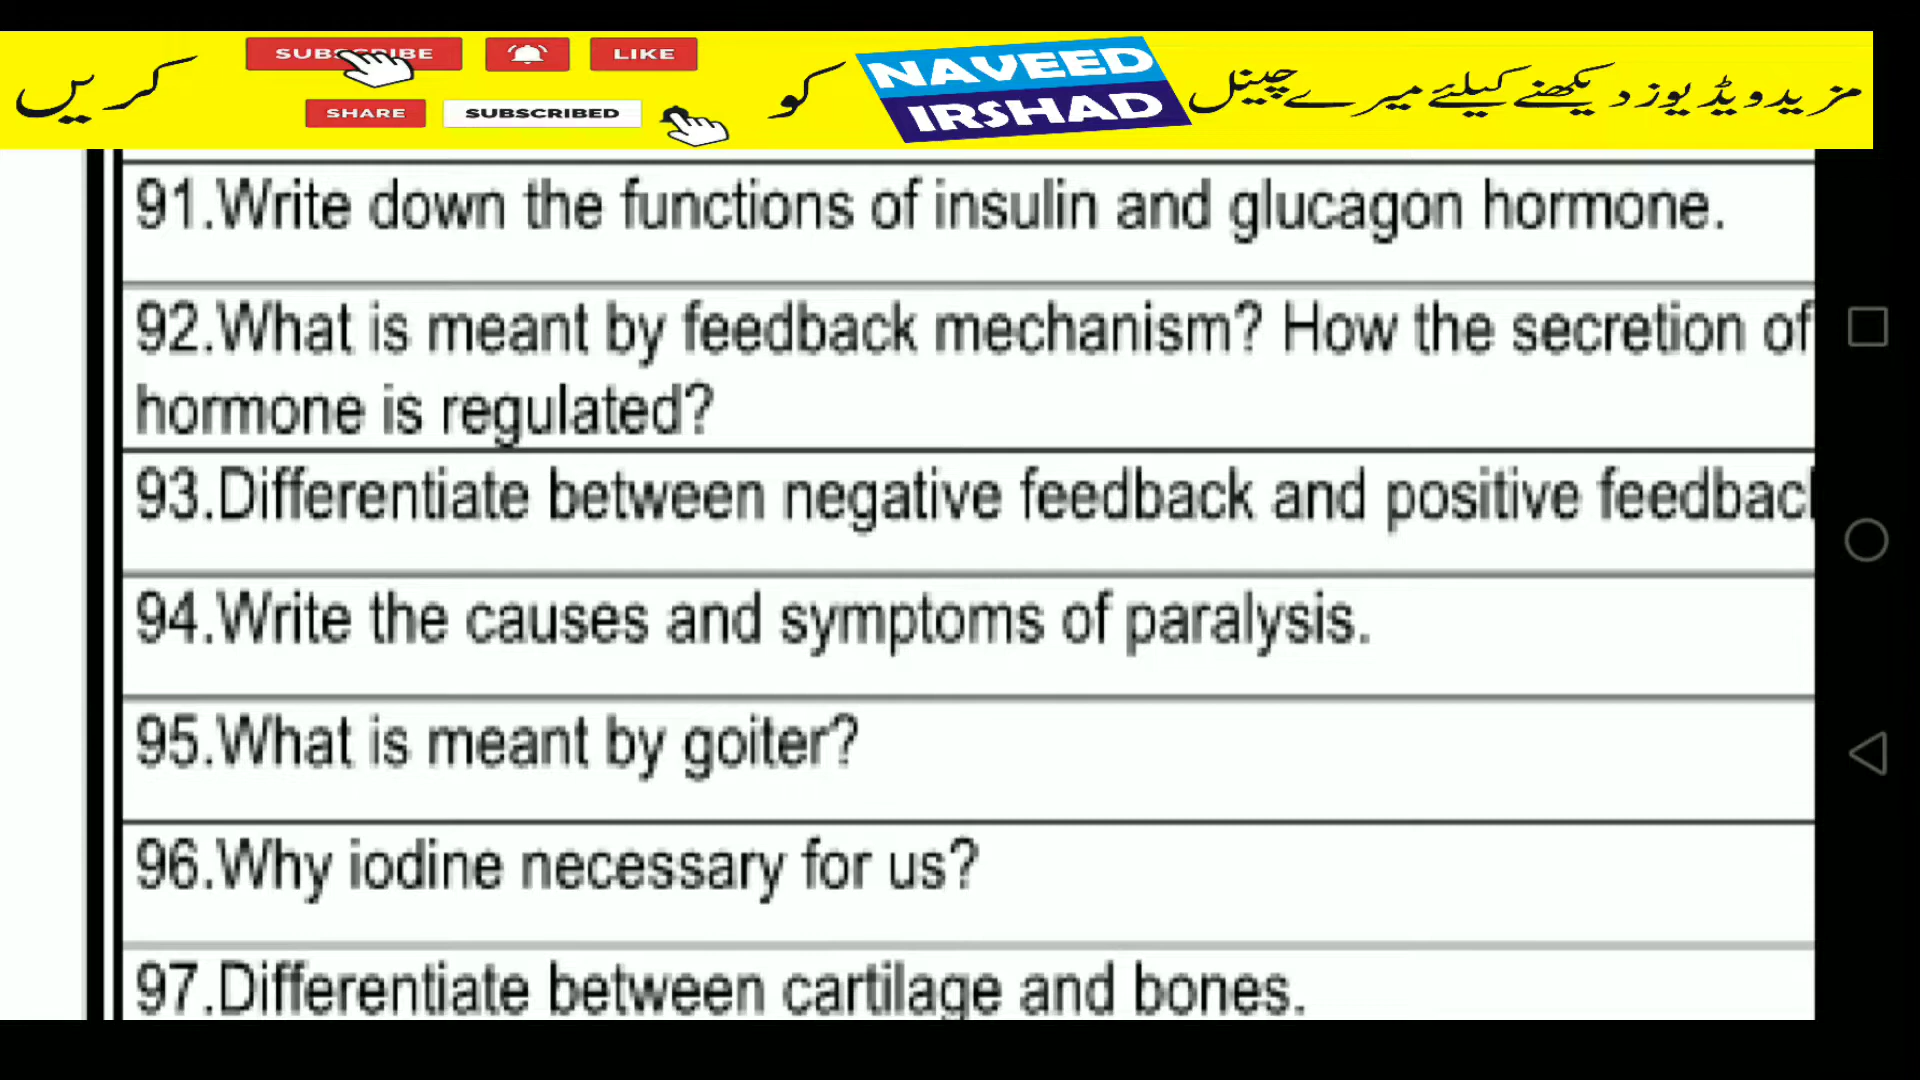 مزید ویڈیوز دیکھنے کیلئے میرے چینل NAVEED IRSHAD کو SUBSCRIBE LIKE SHARE SUBSCRIBED کریں
91.Write down the functions of insulin and glucagon hormone.
92.What is meant by feedback mechanism? How the secretion of
hormone is regulated?
93.Differentiate between negative feedback and positive feedbac
94.Write the causes and symptoms of paralysis.
95.What is meant by goiter?
96.Why iodine necessary for us?
97.Differentiate between cartilage and bones.